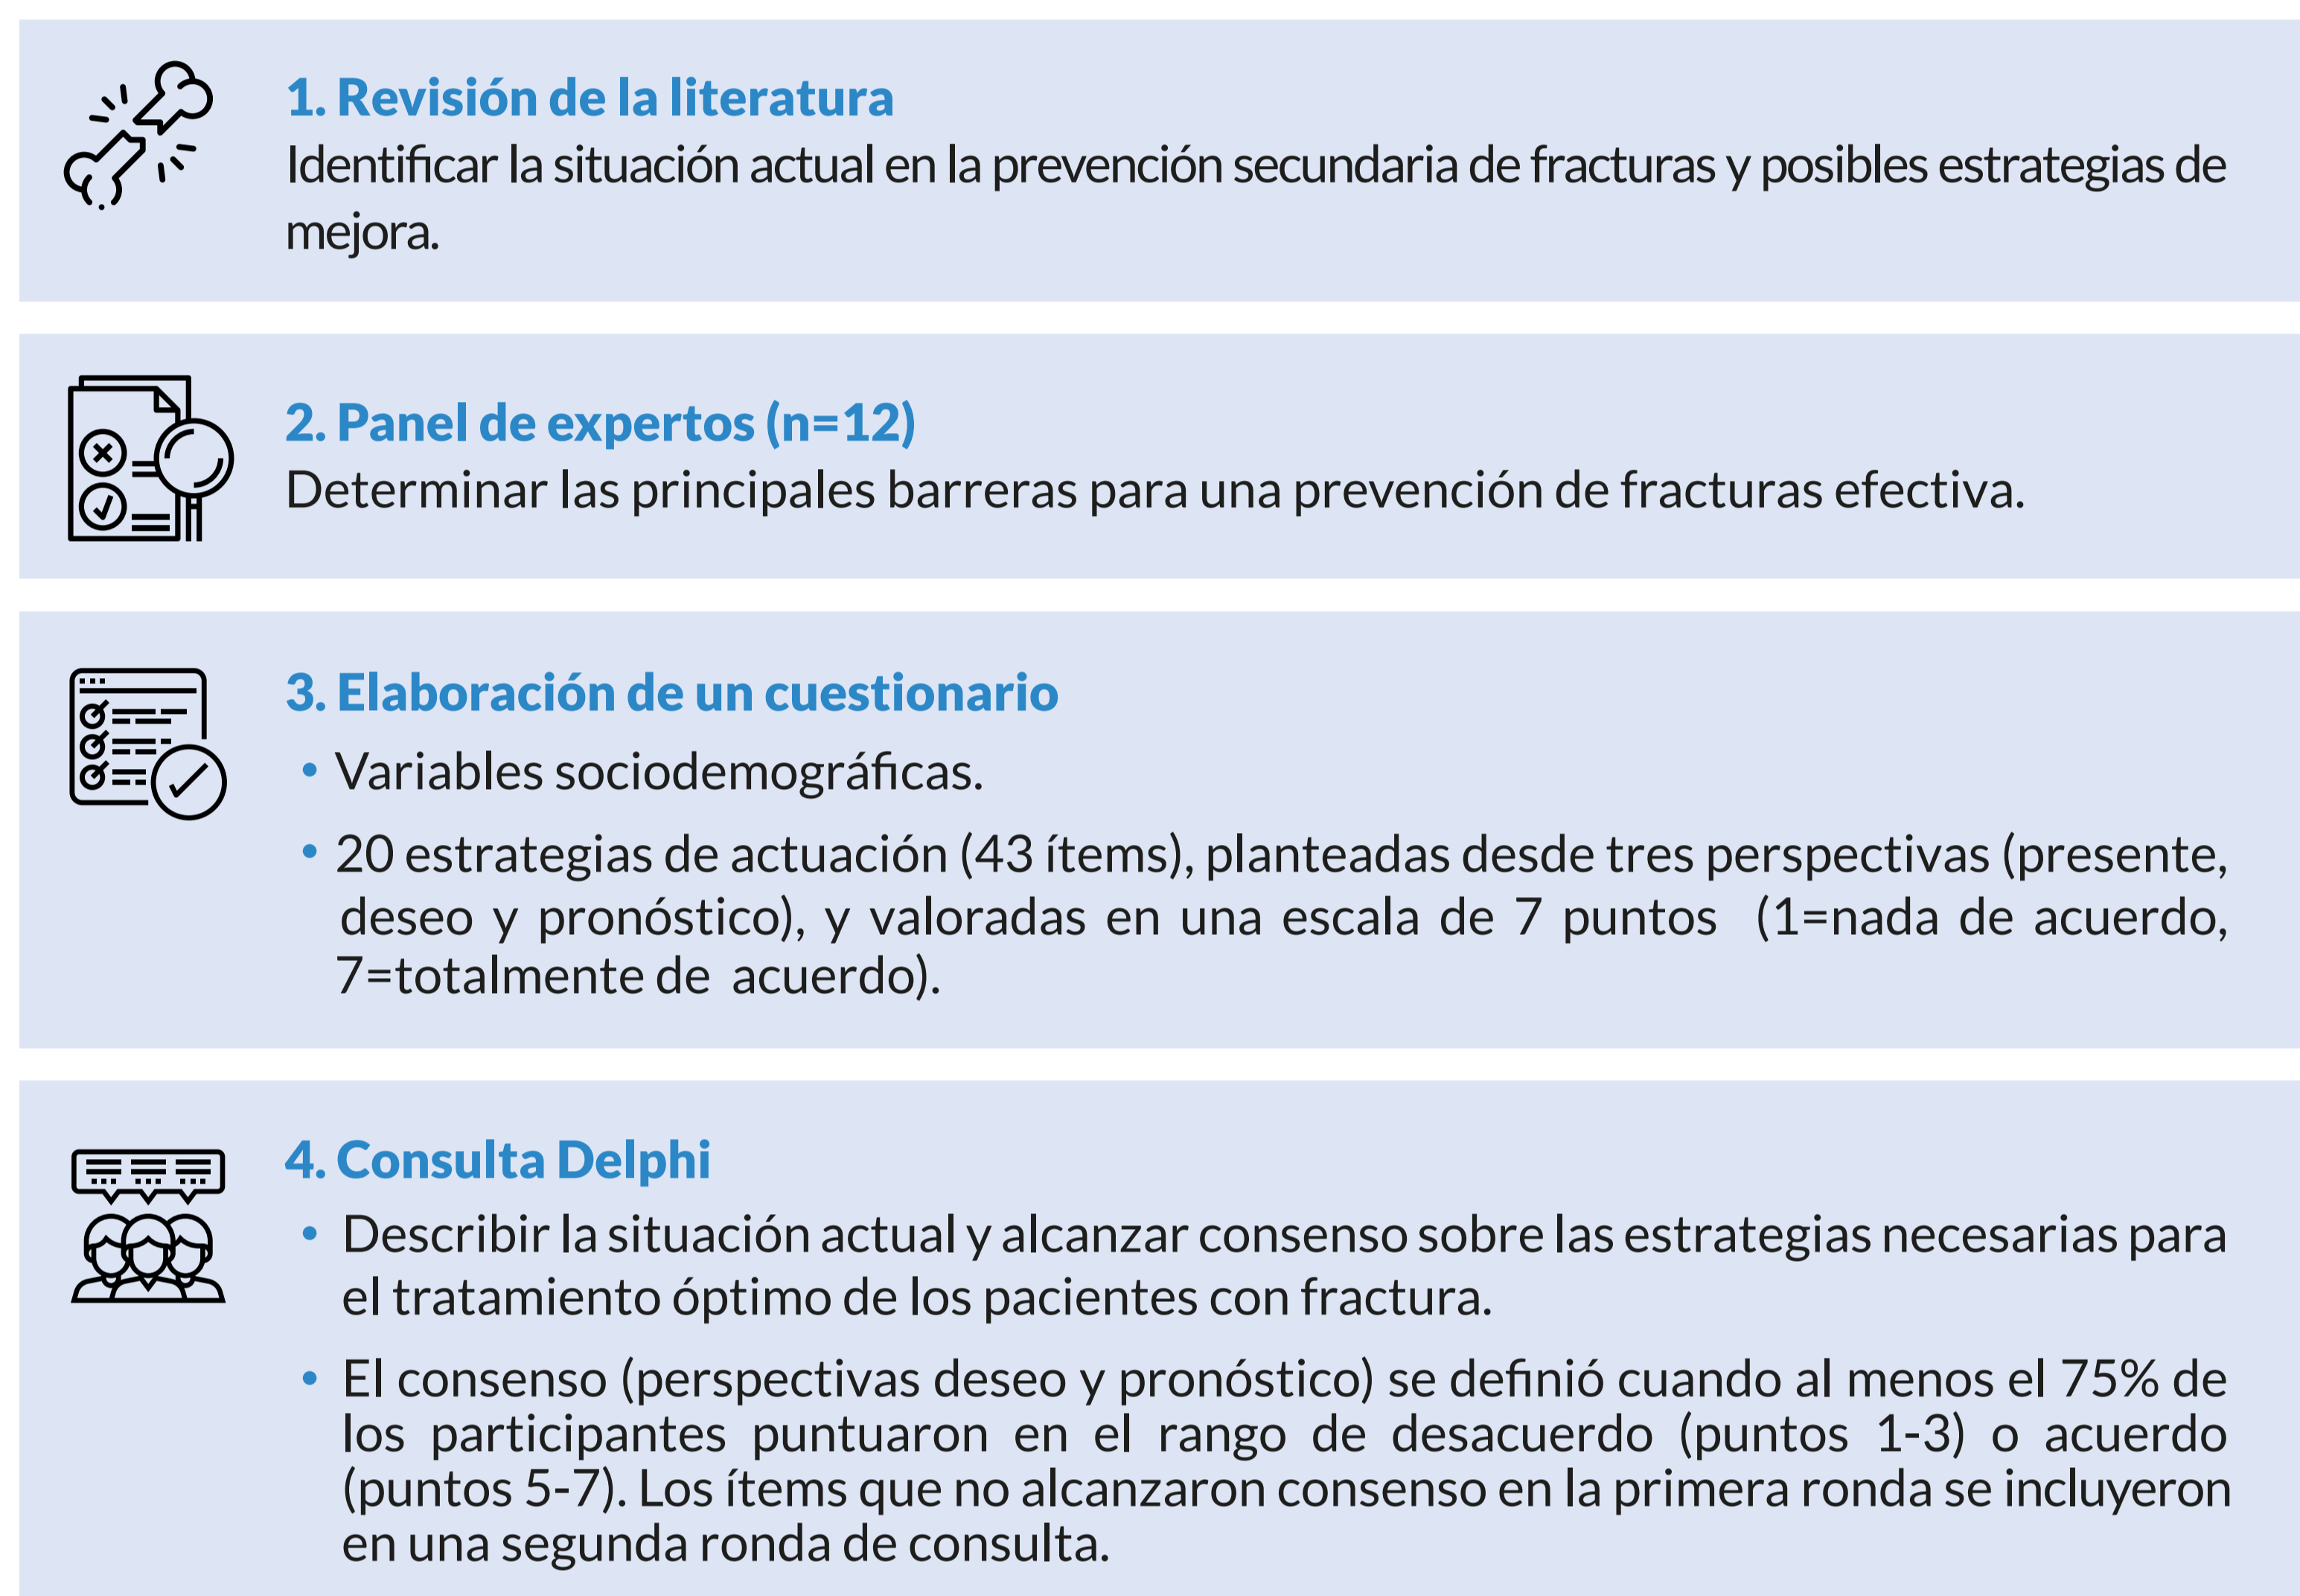 1. Revisión de la literatura
Identificar la situación actual en la prevención secundaria de fracturas y posibles estrategias de
mejora.
2. Panel de expertos (n=12)
Determinar las principales barreras para una prevención de fracturas efectiva.
3. Elaboración de un cuestionario
• Variables sociodemográficas.
• 20 estrategias de actuación (43 ítems), planteadas desde tres perspectivas (presente,
deseo y pronóstico), y valoradas en una escala de 7 puntos (1=nada de acuerdo,
7=totalmente de acuerdo).
4. Consulta Delphi
• Describir la situación actual y alcanzar consenso sobre las estrategias necesarias para
el tratamiento óptimo de los pacientes con fractura.
• El consenso (perspectivas deseo y pronóstico) se definió cuando al menos el 75% de
los participantes puntuaron en el rango de desacuerdo (puntos 1-3) o acuerdo
(puntos 5-7). Los ítems que no alcanzaron consenso en la primera ronda se incluyeron
en una segunda ronda de consulta.